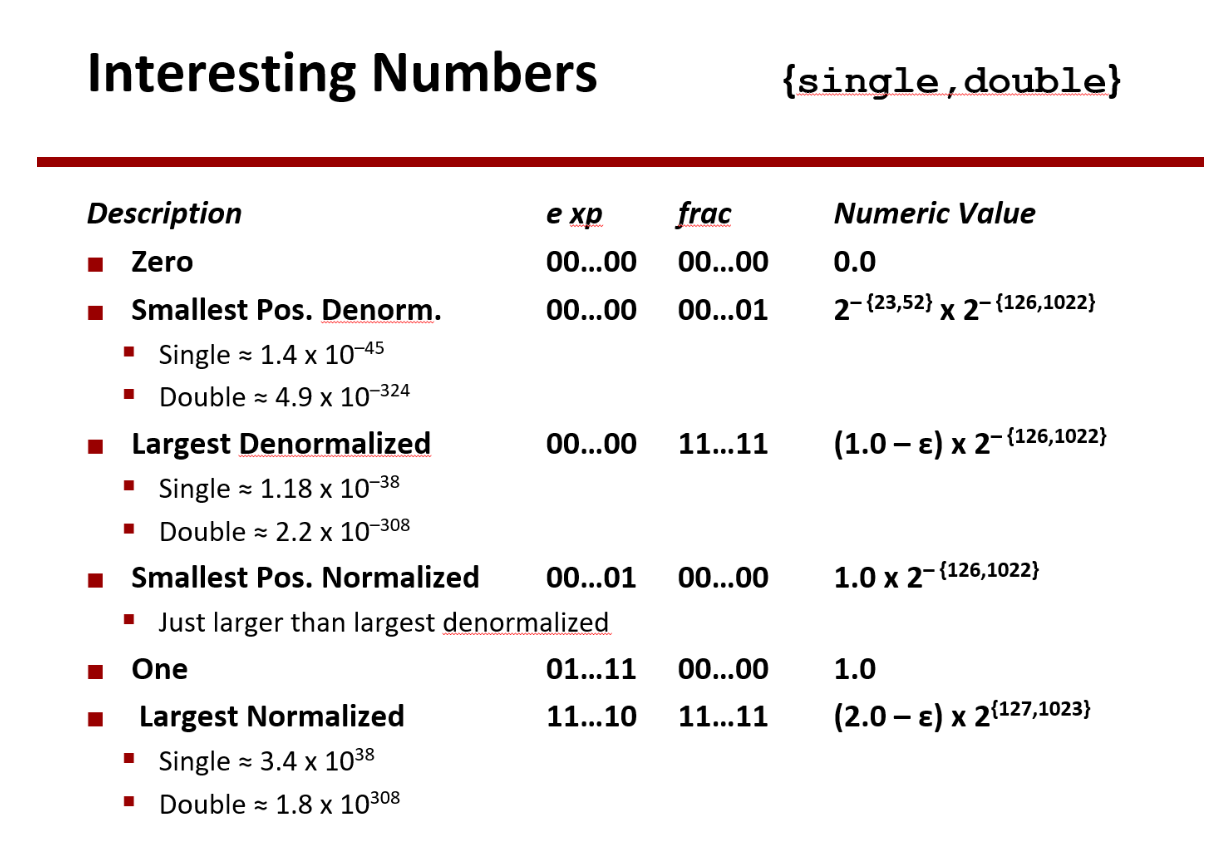 Interesting Numbers {single,double}
Description e xp frac Numeric Value
■ Zero 00…00 00…00 0.0
■ Smallest Pos. Denorm. 00…00 00…01 2^– {23,52} x 2^– {126,1022}
▪ Single ≈ 1.4 x 10^–45
▪ Double ≈ 4.9 x 10^–324
■ Largest Denormalized 00…00 11…11 (1.0 – ε) x 2^– {126,1022}
▪ Single ≈ 1.18 x 10^–38
▪ Double ≈ 2.2 x 10^–308
■ Smallest Pos. Normalized 00…01 00…00 1.0 x 2^– {126,1022}
▪ Just larger than largest denormalized
■ One 01…11 00…00 1.0
■ Largest Normalized 11…10 11…11 (2.0 – ε) x 2^{127,1023}
▪ Single ≈ 3.4 x 10^38
▪ Double ≈ 1.8 x 10^308